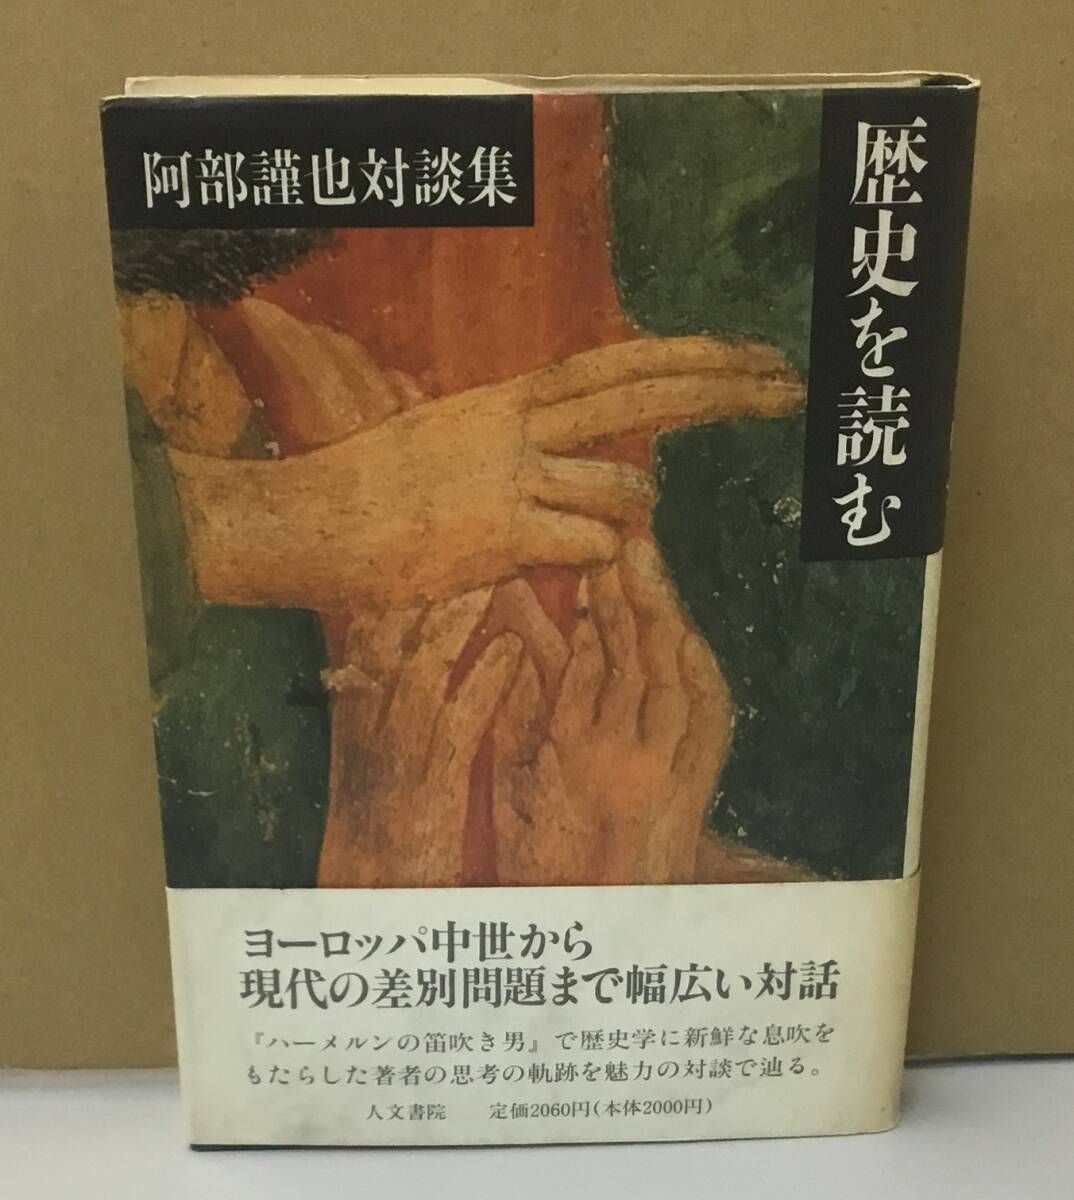 阿部謹也対談集
歴史を読む
ヨーロッパ中世から
現代の差別問題まで幅広い対話
『ハーメルンの笛吹き男』で歴史学に新鮮な息吹を
もたらした著者の思考の軌跡を魅力の対談で辿る。
人文書院 定価2060円(本体2000円)